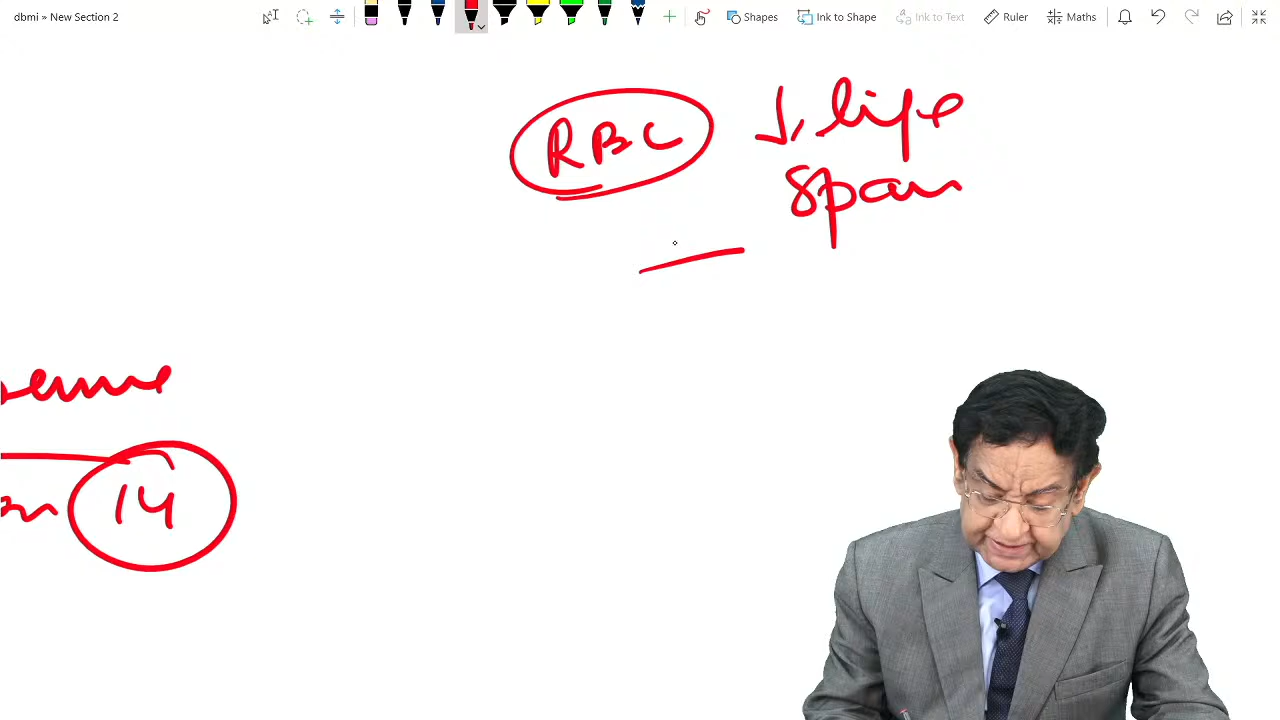 dbmi » New Section 2
Shapes
Ink to Shape
Ink to Text
Ruler
Maths
RBC ↓ life
span
14